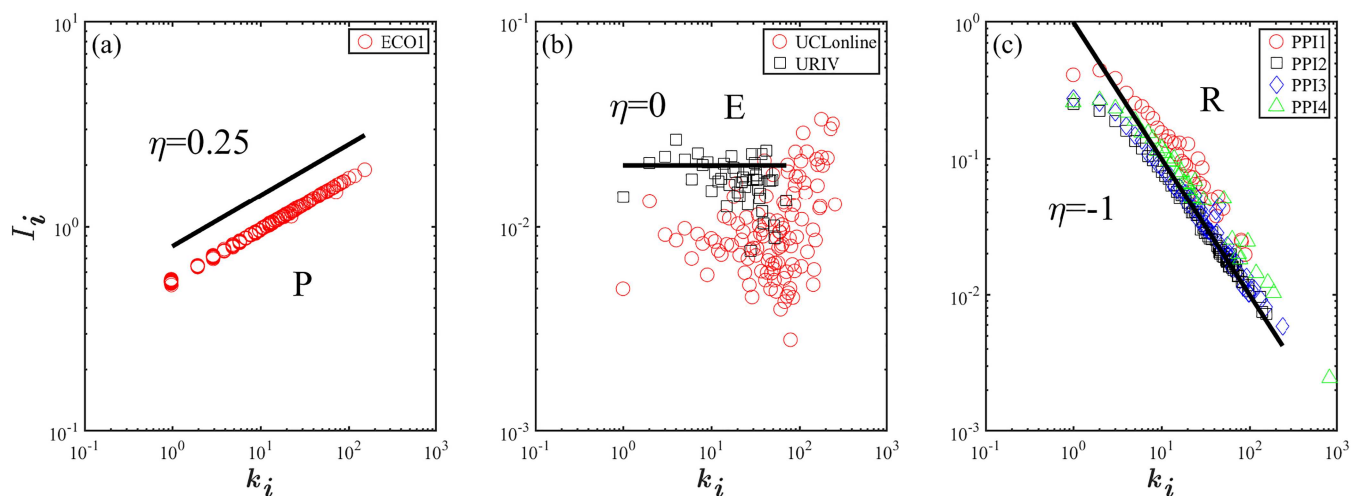 (a)
ECO1
η=0.25
P
I_i
10^1
10^0
10^-1
10^-1 10^0 10^1 10^2 10^3
k_i
(b)
UCLonline
URIV
η=0
E
10^-1
10^-2
10^-3
10^-1 10^0 10^1 10^2 10^3
k_i
(c)
PPI1
PPI2
PPI3
PPI4
R
η=-1
10^0
10^-1
10^-2
10^-3
10^-1 10^0 10^1 10^2 10^3
k_i